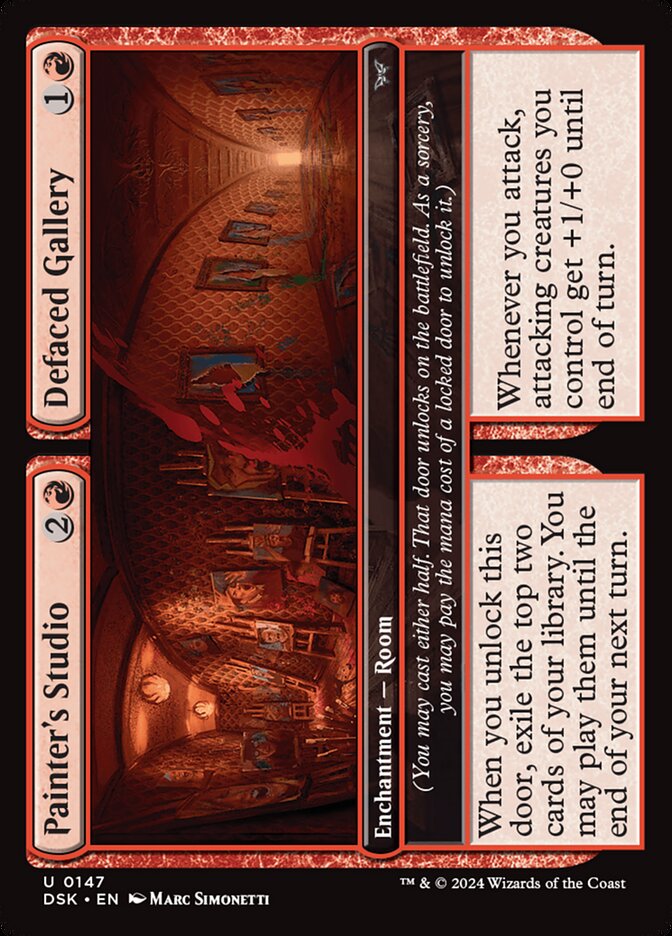 Painter's Studio 2
When you unlock this
door, exile the top two
cards of your library. You
may play them until the
end of your next turn.
Defaced Gallery 1
Whenever you attack,
attacking creatures you
control get +1/+0 until
end of turn.
Enchantment — Room
(You may cast either half. That door unlocks on the battlefield. As a sorcery,
you may pay the mana cost of a locked door to unlock it.)
U 0147
DSK • EN Marc Simonetti
™ & © 2024 Wizards of the Coast